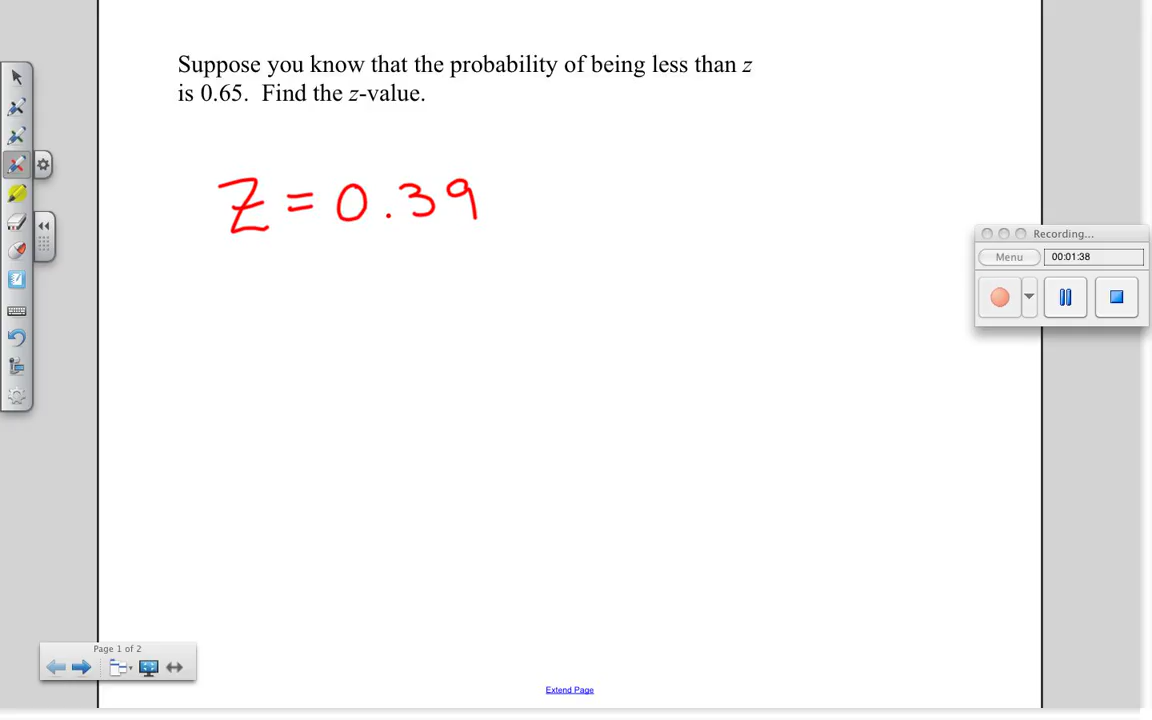 Suppose you know that the probability of being less than z
is 0.65. Find the z-value.
Z = 0.39
Recording...
Menu
00:01:38
Page 1 of 2
Extend Page